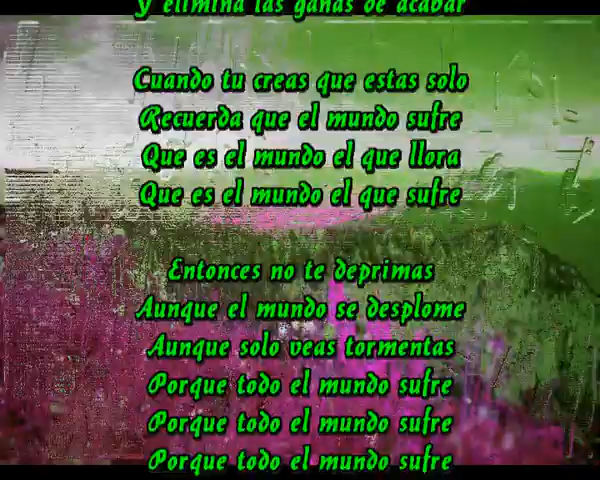 Y elimina las ganas de acabar
Cuando tu creas que estas solo
Recuerda que el mundo sufre
Que es el mundo el que llora
Que es el mundo el que sufre
Entonces no te deprimas
Aunque el mundo se desplome
Aunque solo veas tormentas
Porque todo el mundo sufre
Porque todo el mundo sufre
Porque todo el mundo sufre